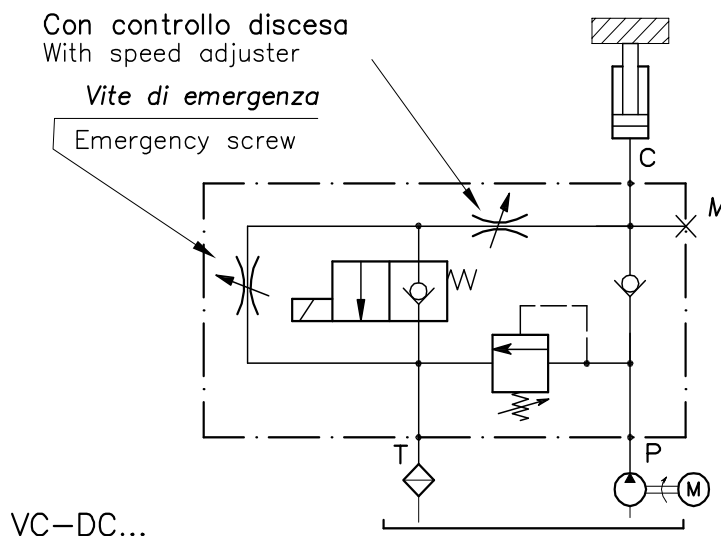 Con controllo discesa
With speed adjuster
Vite di emergenza
Emergency screw
C
M
T
P
M
VC-DC...